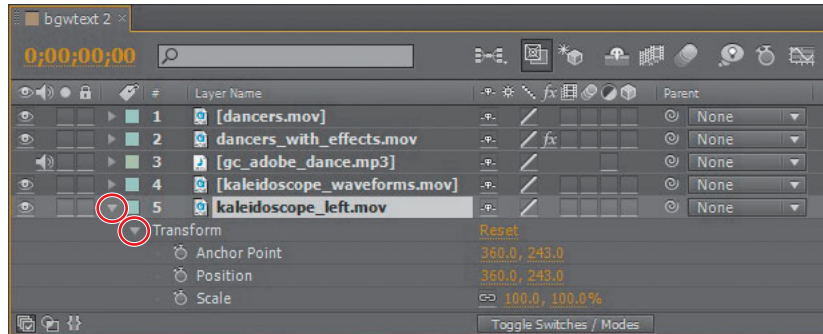 bgwtext 2
0;00;00;00
# Layer Name fx Parent
1 [dancers.mov] None
2 dancers_with_effects.mov fx None
3 [gc_adobe_dance.mp3] None
4 [kaleidoscope_waveforms.mov] None
5 kaleidoscope_left.mov None
Transform Reset
Anchor Point 360.0, 243.0
Position 360.0, 243.0
Scale 100.0, 100.0%
Toggle Switches / Modes